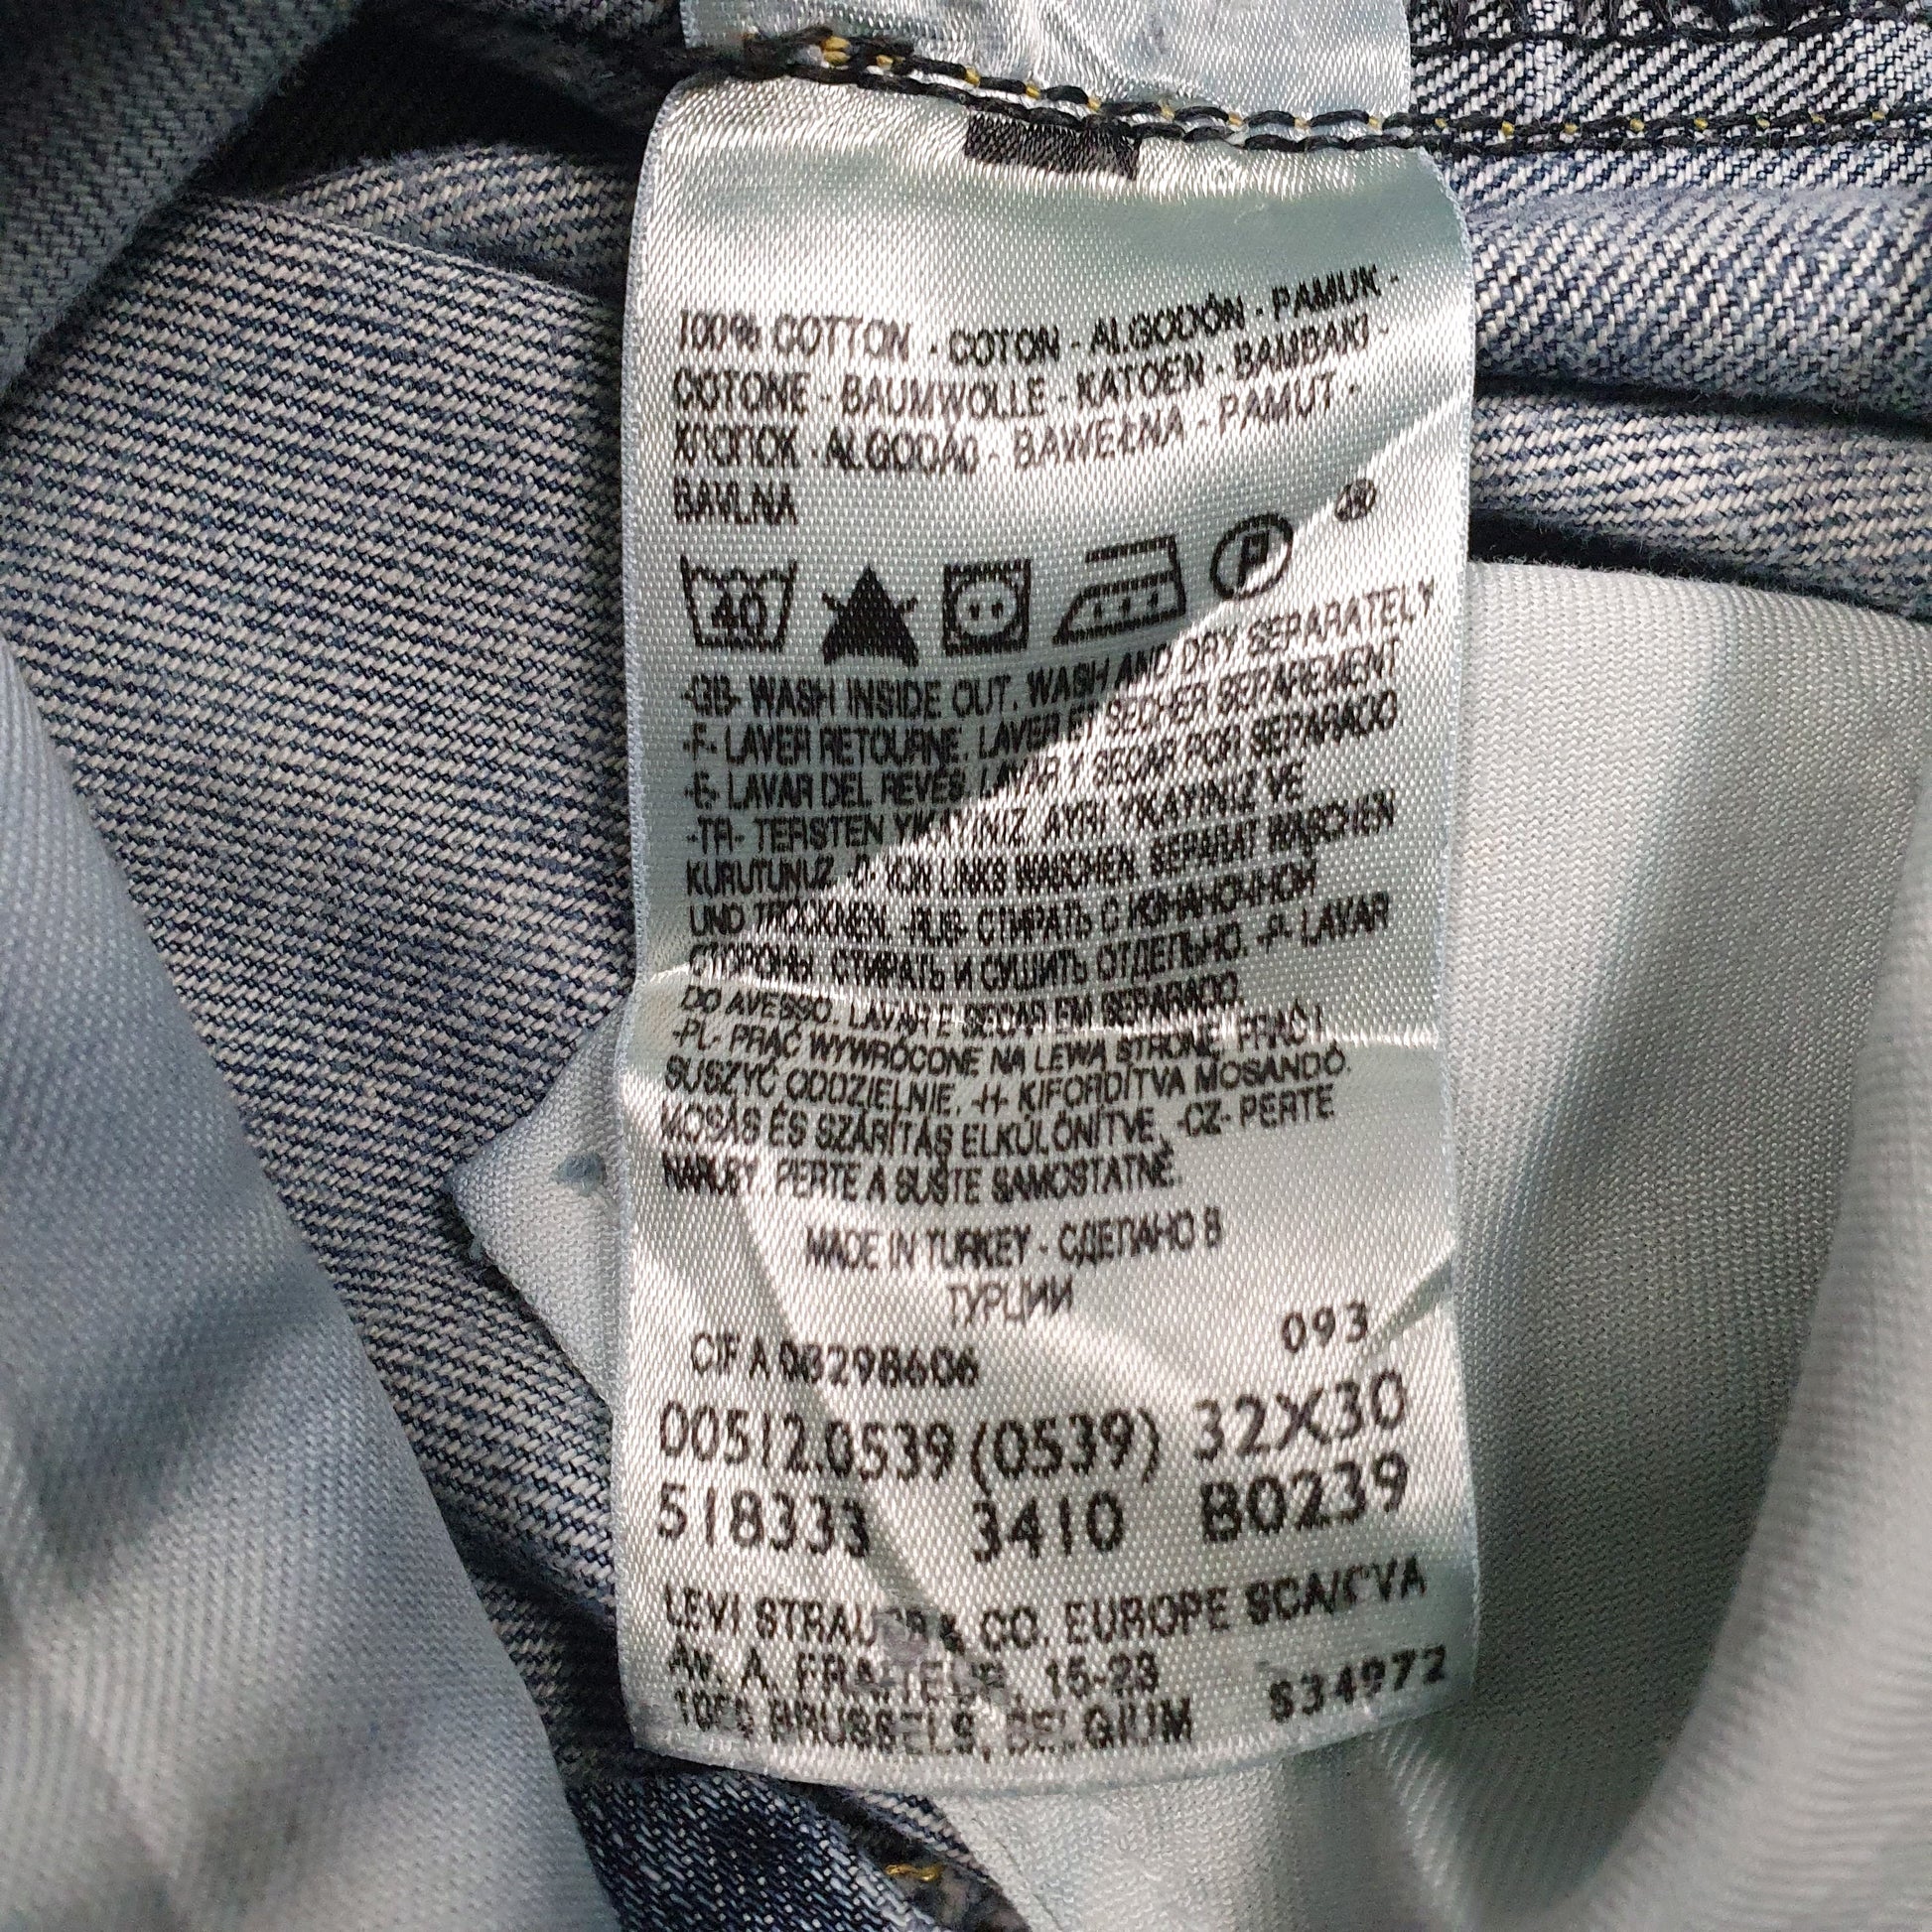 100% COTTON - COTON - ALGODÓN - PAMUK -
COTONE - BAUMWOLLE - KATOEN - BAMBAKI -
ХЛОПОК - ALGODÃO - BAWEŁNA - PAMUT -
BAVLNA
40 P ®
-GB- WASH INSIDE OUT. WASH AND DRY SEPARATELY
-F- LAVER RETOURNE. LAVER ET SECHER SEPAREMENT
-E- LAVAR DEL REVÉS. LAVAR Y SECAR POR SEPARADO
-TR- TERSTEN YIKAYINIZ. AYRI YIKAYINIZ VE
KURUTUNUZ. -D- VON LINKS WASCHEN. SEPARAT WASCHEN
UND TROCKNEN. -RUS- СТИРАТЬ С ИЗНАНОЧНОЙ
СТОРОНЫ. СТИРАТЬ И СУШИТЬ ОТДЕЛЬНО. -P- LAVAR
DO AVESSO. LAVAR E SECAR EM SEPARADO.
-PL- PRAĆ WYWRÓCONE NA LEWĄ STRONĘ. PRAĆ I
SUSZYĆ ODDZIELNIE. -H- KIFORDÍTVA MOSANDÓ.
MOSÁS ÉS SZÁRÍTÁS ELKÜLÖNÍTVE. -CZ- PERTE
NARUBY. PERTE A SUŠTE SAMOSTATNĚ.
MADE IN TURKEY - СДЕЛАНО В
ТУРЦИИ
CIF A 00298606 093
00512.0539 (0539) 32X30
518333 3410 B0239
LEVI STRAUSS & CO. EUROPE SCA/CVA
AV. A. FRAITEUR, 15-23
BRUSSELS, BELGIUM S34972